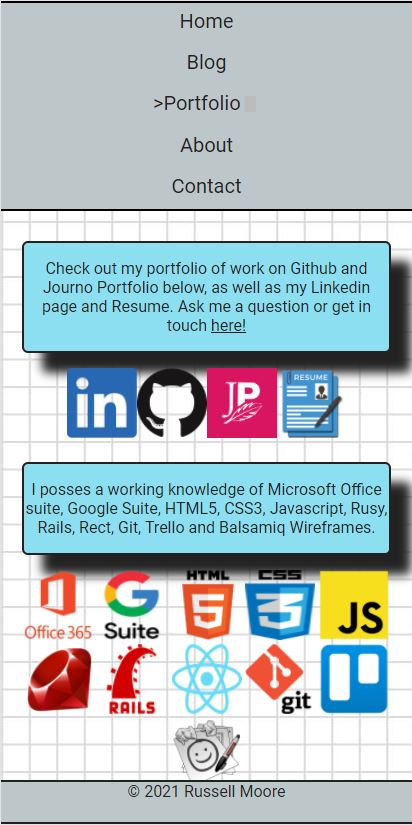 Home
Blog
>Portfolio
About
Contact
Check out my portfolio of work on Github and
Journo Portfolio below, as well as my Linkedin
page and Resume. Ask me a question or get in
touch here!
in
JP
RESUME
I posses a working knowledge of Microsoft Office
suite, Google Suite, HTML5, CSS3, Javascript, Rusy,
Rails, Rect, Git, Trello and Balsamiq Wireframes.
HTML
CSS
5
3
JS
Office 365
Suite
RAILS
git
© 2021 Russell Moore